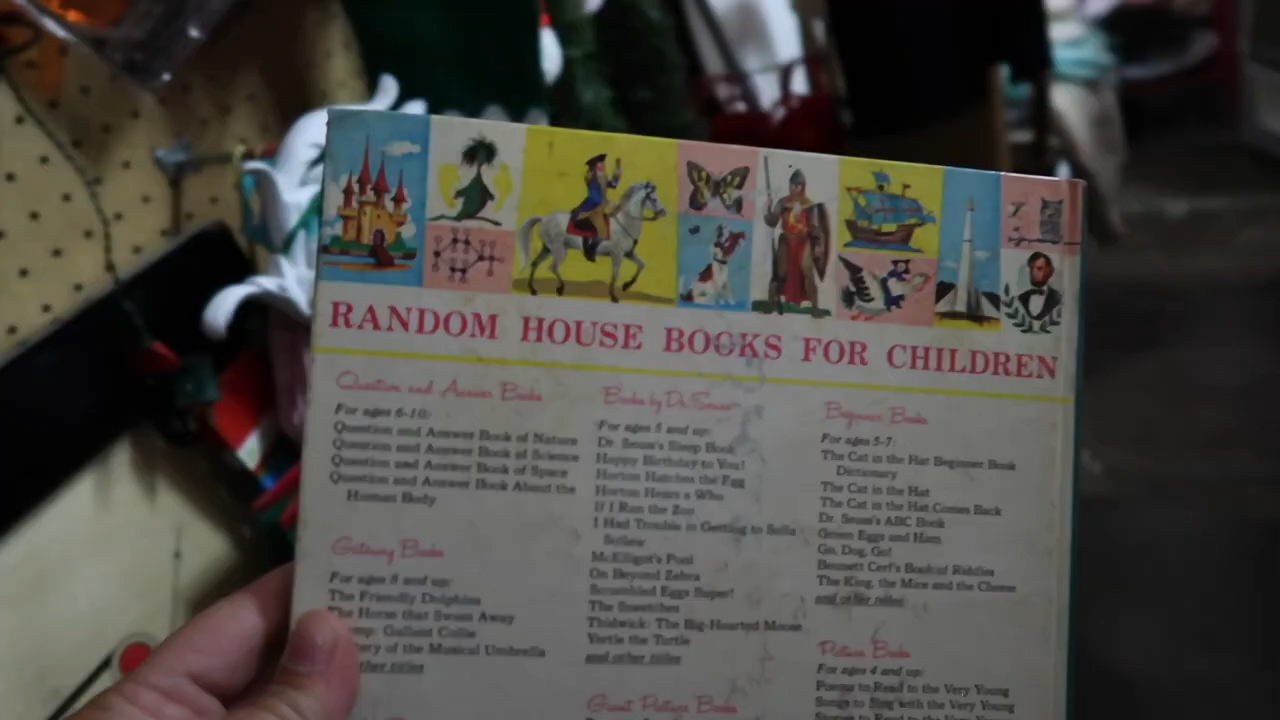 RANDOM HOUSE BOOKS FOR CHILDREN
Question and Answer Books
For ages 6-10:
Question and Answer Book of Nature
Question and Answer Book of Science
Question and Answer Book of Space
Question and Answer Book About the
Human Body
Gateway Books
For ages 8 and up:
The Friendly Dolphins
The Horse that Swam Away
Gallant Collie
of the Musical Umbrella
other titles
Books by Dr. Seuss
For ages 5 and up:
Dr. Seuss's Sleep Book
Happy Birthday to You!
Horton Hatches the Egg
Horton Hears a Who
If I Ran the Zoo
I Had Trouble in Getting to Solla
Sollew
McElligot's Pool
On Beyond Zebra
Scrambled Eggs Super!
The Sneetches
Thidwick: The Big-Hearted Moose
Yertle the Turtle
and other titles
Giant Picture Books
Beginner Books
For ages 5-7:
The Cat in the Hat Beginner Book
Dictionary
The Cat in the Hat
The Cat in the Hat Comes Back
Dr. Seuss's ABC Book
Green Eggs and Ham
Go, Dog, Go!
Bennett Cerf's Book of Riddles
The King, the Mice and the Cheese
and other titles
Picture Books
For ages 4 and up:
Poems to Read to the Very Young
Songs to Sing with the Very Young
Stories to Read to the Very Young